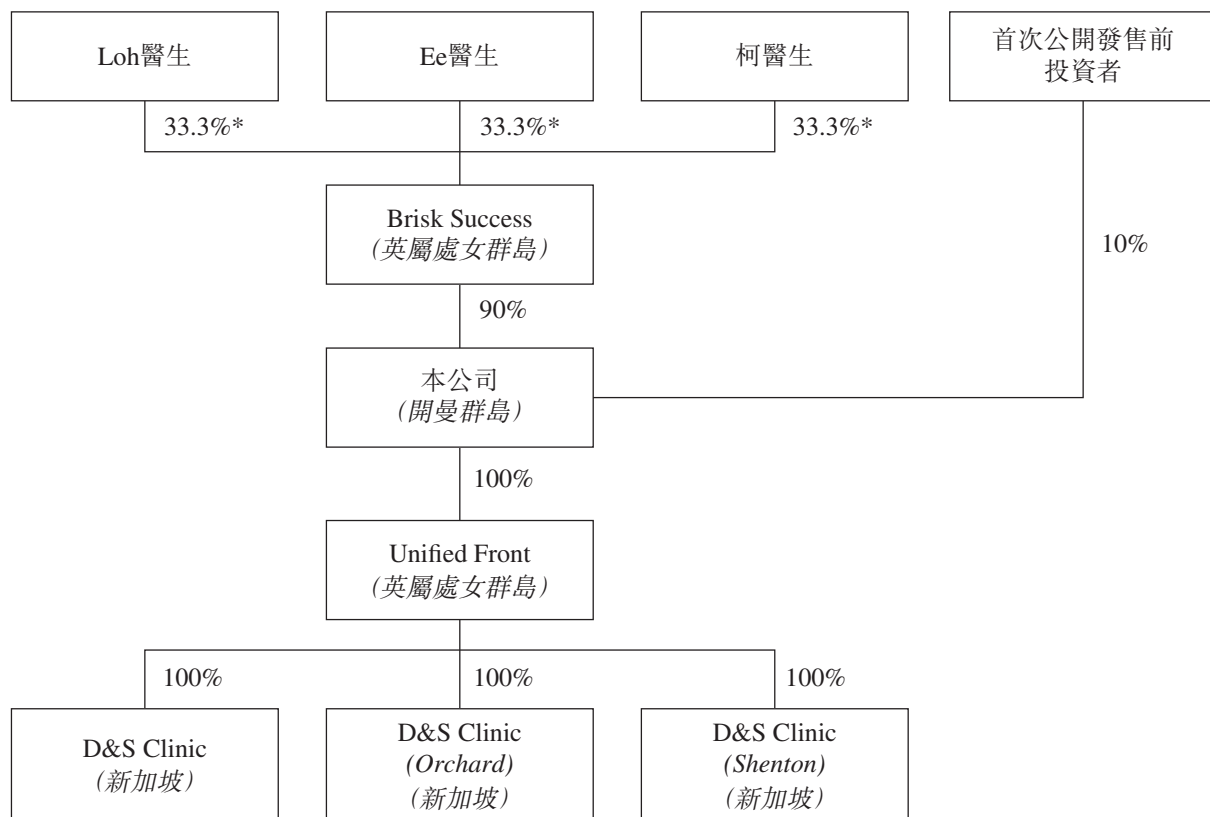 Loh醫生
Ee醫生
柯醫生
首次公開發售前
投資者
33.3%*
33.3%*
33.3%*
Brisk Success
(英屬處女群島)
10%
90%
本公司
(開曼群島)
100%
Unified Front
(英屬處女群島)
100%
100%
100%
D&S Clinic
(新加坡)
D&S Clinic
(Orchard)
(新加坡)
D&S Clinic
(Shenton)
(新加坡)